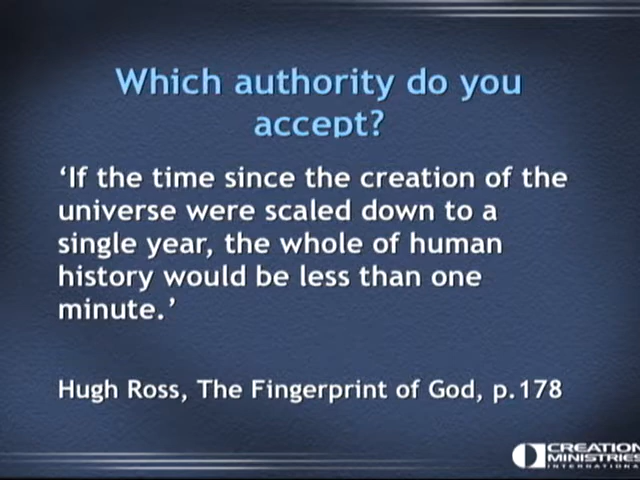 Which authority do you
accept?
‘If the time since the creation of the
universe were scaled down to a
single year, the whole of human
history would be less than one
minute.’
Hugh Ross, The Fingerprint of God, p.178
CREATION
MINISTRIES
INTERNATIONAL